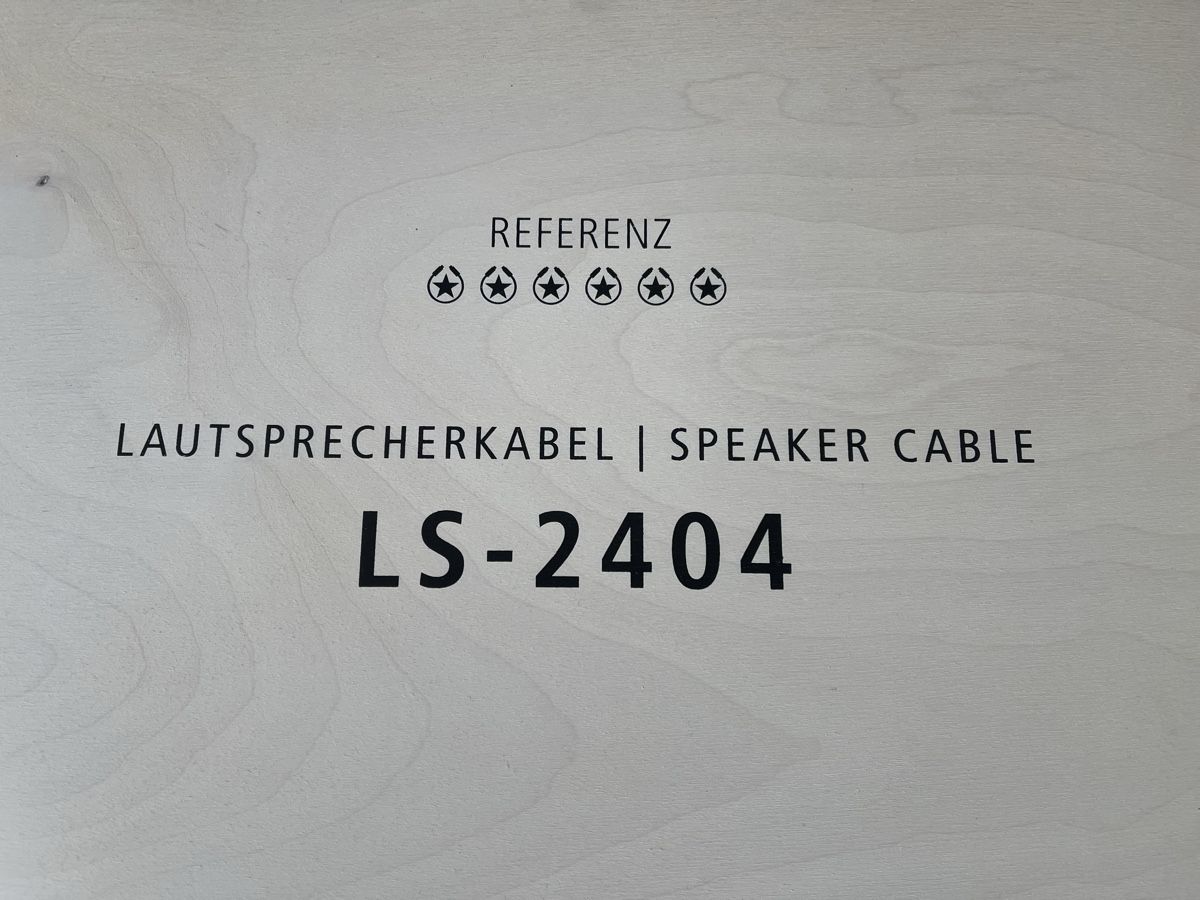 REFERENZ
LAUTSPRECHERKABEL | SPEAKER CABLE
LS-2404